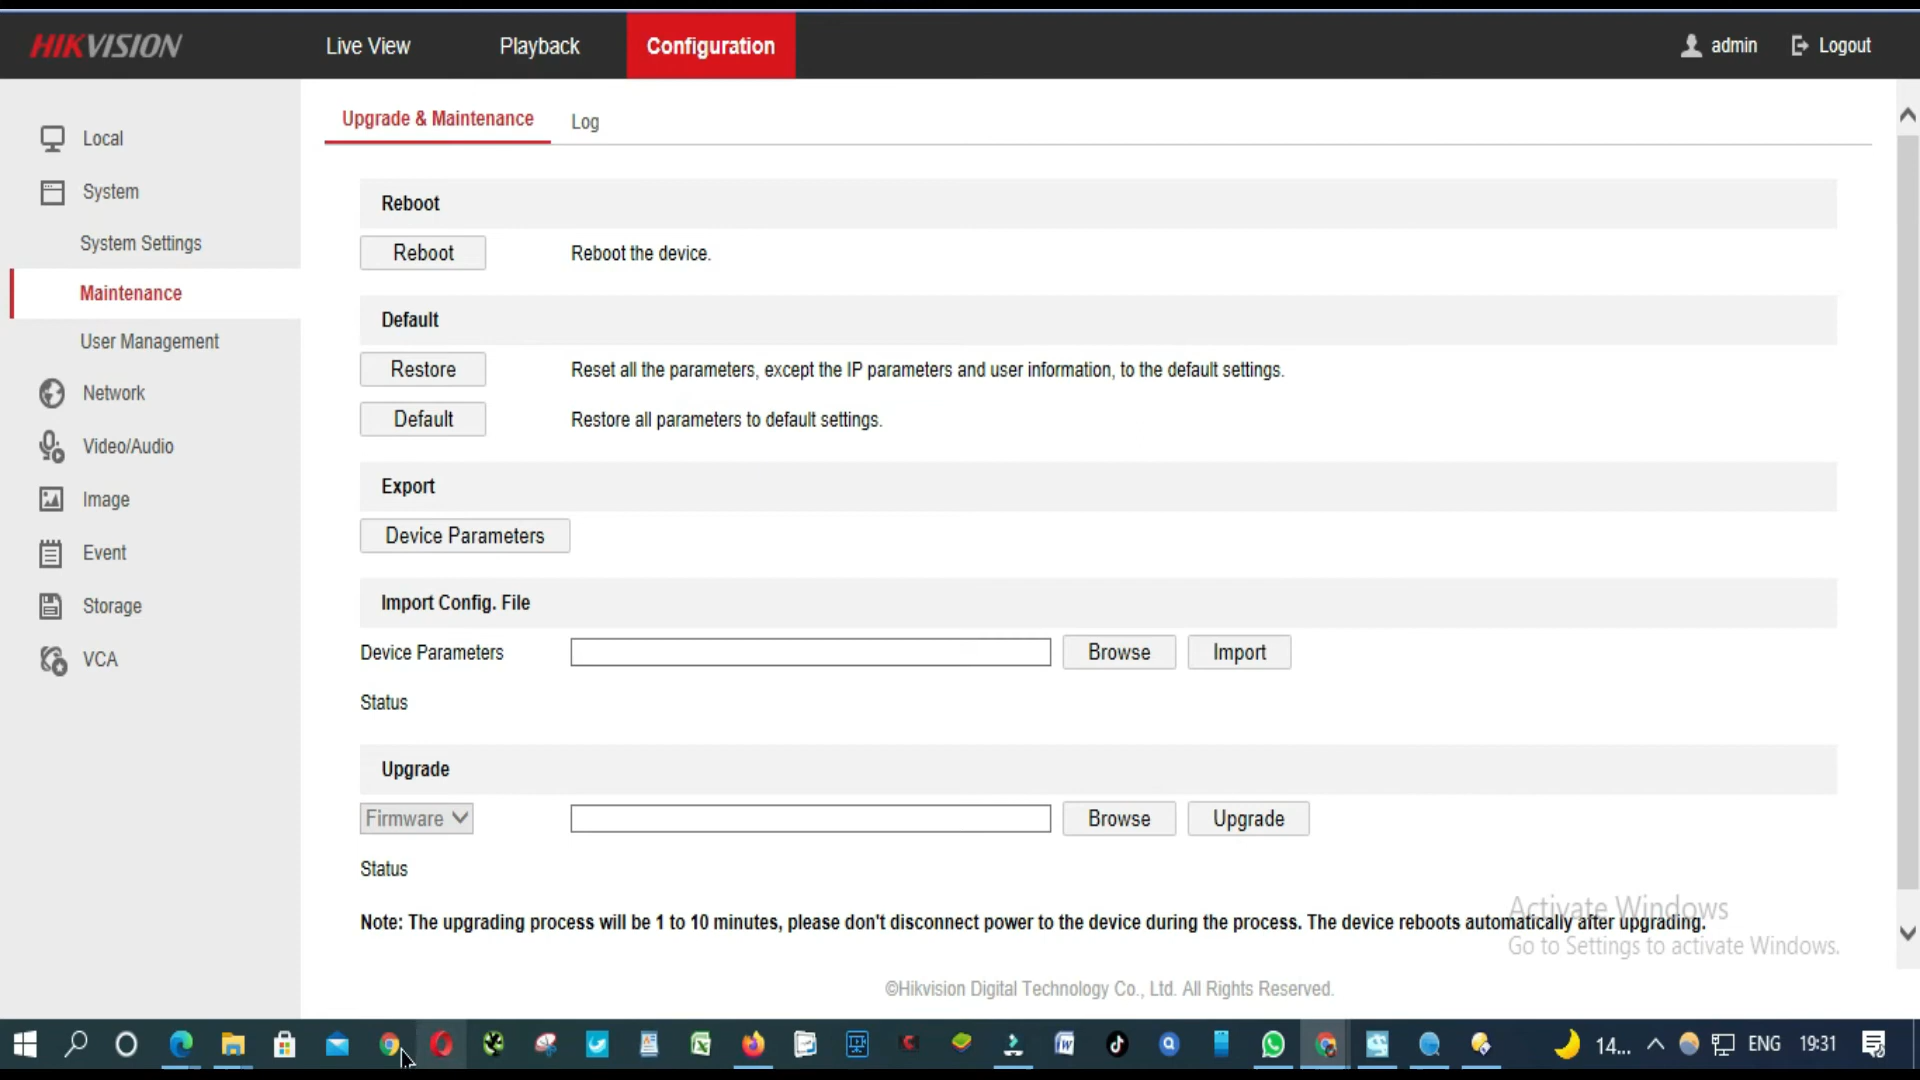 HIKVISION
Live View
Playback
Configuration
admin
Logout
Local
System
System Settings
Maintenance
User Management
Network
Video/Audio
Image
Event
Storage
VCA
Upgrade & Maintenance
Log
Reboot
Reboot
Reboot the device.
Default
Restore
Reset all the parameters, except the IP parameters and user information, to the default settings.
Default
Restore all parameters to default settings.
Export
Device Parameters
Import Config. File
Device Parameters
Browse
Import
Status
Upgrade
Firmware
Browse
Upgrade
Status
Note: The upgrading process will be 1 to 10 minutes, please don't disconnect power to the device during the process. The device reboots automatically after upgrading.
Activate Windows
Go to Settings to activate Windows.
©Hikvision Digital Technology Co., Ltd. All Rights Reserved.
14...
ENG
19:31